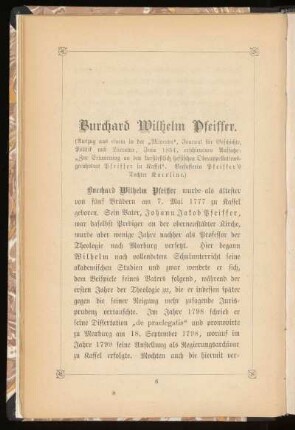 Burchard Wilhelm Pfeiffer.
(Auszug aus einem in der „Minerva“, Journal für Geschichte,
Politik und Literatur, Juni 1854, erschienenen Aufsatze:
„Zur Erinnerung an den kurfürstlich hessischen Oberappellations-
gerichtsrat Pfeiffer in Kassel“. Verfasserin Pfeiffer's
Tochter Karoline.)
Burchard Wilhelm Pfeiffer wurde als ältester
von fünf Brüdern am 7. Mai 1777 zu Kassel
geboren. Sein Vater, Johann Jakob Pfeiffer,
war daselbst Prediger an der oberneustädter Kirche,
wurde aber wenige Jahre nachher als Professor der
Theologie nach Marburg versetzt. Hier begann
Wilhelm nach vollendetem Schulunterricht seine
akademischen Studien und zwar wendete er sich,
dem Beispiele seines Vaters folgend, während der
ersten Jahre der Theologie zu, die er indessen später
gegen die seiner Neigung mehr zusagende Juris-
prudenz vertauschte. Im Jahre 1798 schrieb er
seine Dissertation „de praelegatis“ und promovirte
zu Marburg am 18. September 1798, worauf im
Jahre 1799 seine Anstellung als Regierungsarchivar
zu Kassel erfolgte. Mochten auch die hiermit ver-